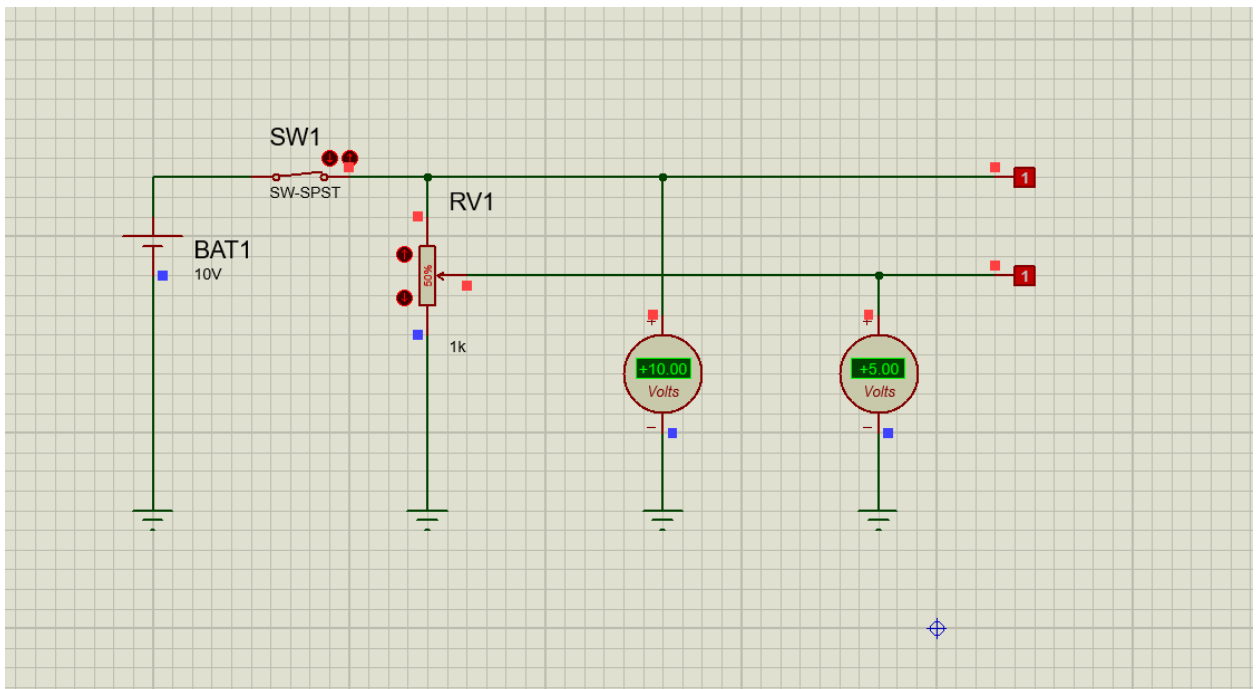 SW1
SW-SPST
1
RV1
BAT1
10V
50%
1
1k
+
+10.00
Volts
−
+
+5.00
Volts
−